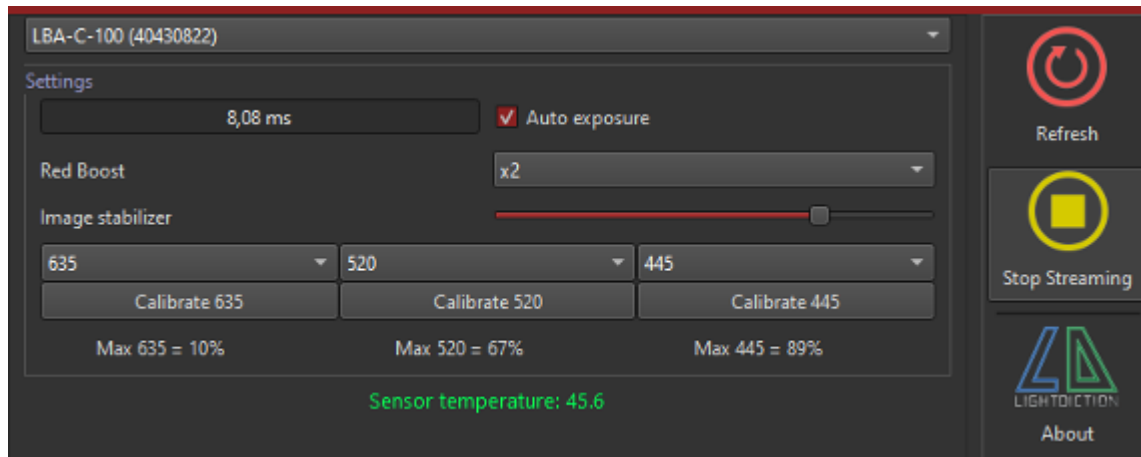 LBA-C-100 (40430822)
Settings
8,08 ms
Auto exposure
Red Boost
x2
Image stabilizer
635
520
445
Calibrate 635
Calibrate 520
Calibrate 445
Max 635 = 10%
Max 520 = 67%
Max 445 = 89%
Sensor temperature: 45.6
Refresh
Stop Streaming
LIGHTDICTION
About